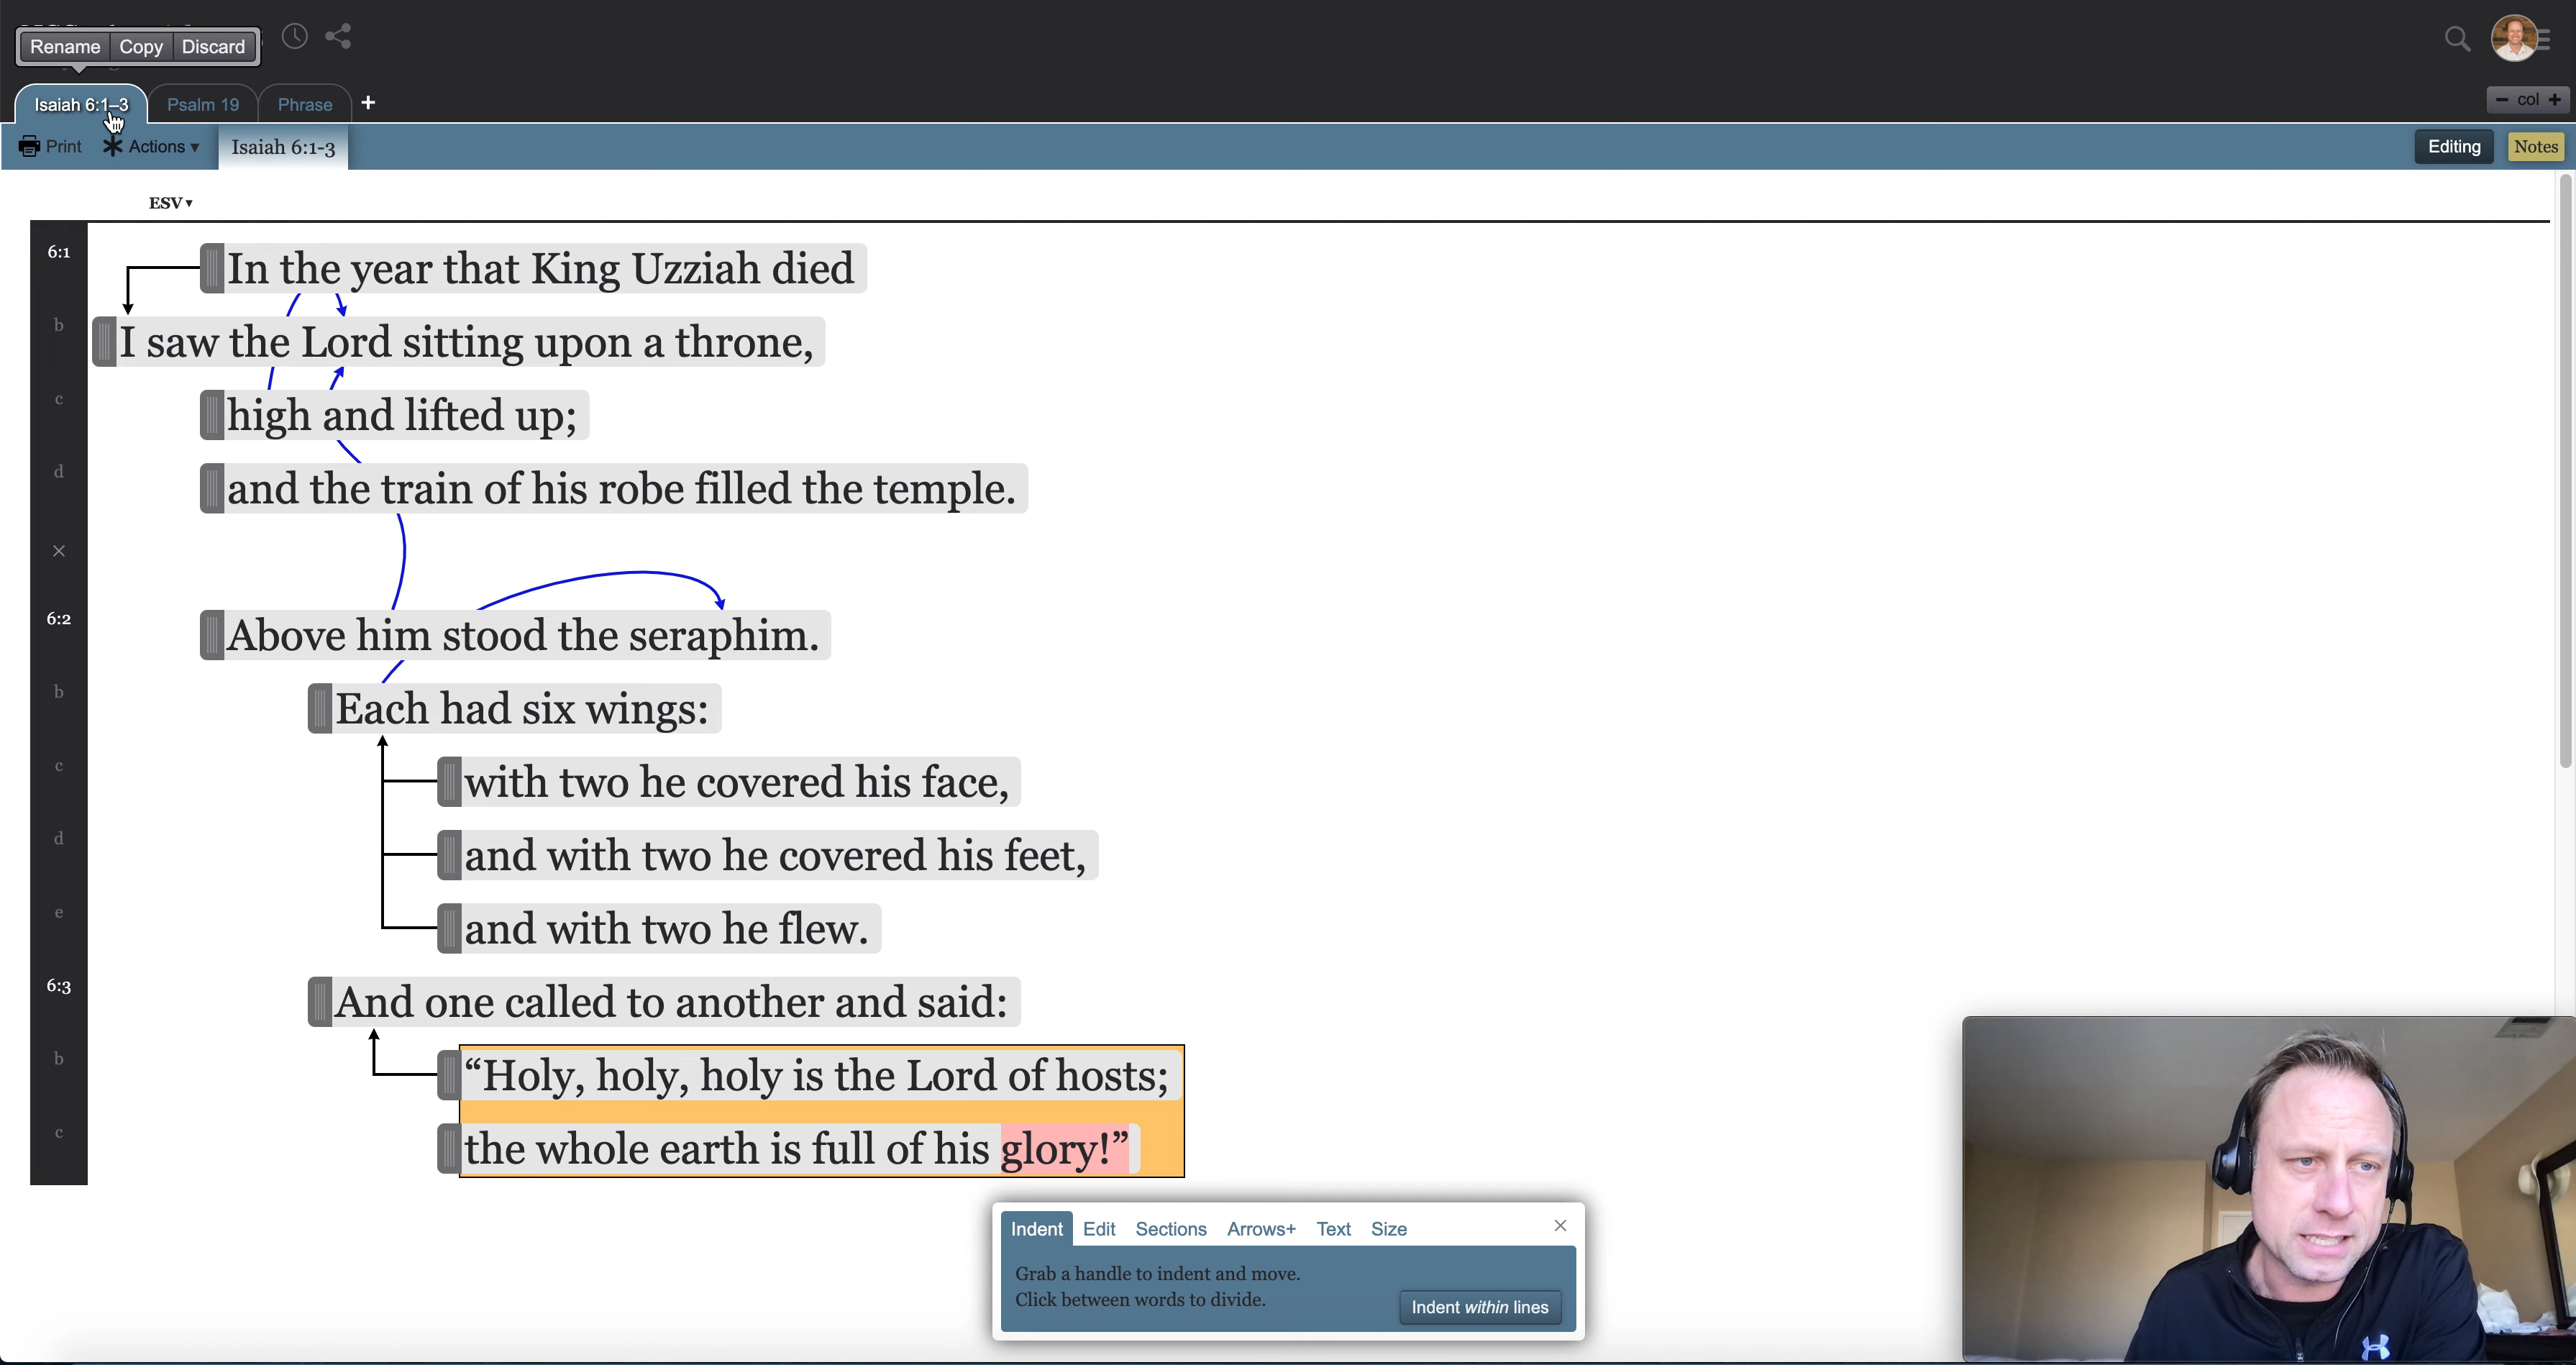 Rename Copy Discard
Isaiah 6:1–3 Psalm 19 Phrase +
− col +
Print Actions ▾ Isaiah 6:1-3
Editing Notes
ESV ▾
6:1 In the year that King Uzziah died
b I saw the Lord sitting upon a throne,
c high and lifted up;
d and the train of his robe filled the temple.
×
6:2 Above him stood the seraphim.
b Each had six wings:
c with two he covered his face,
d and with two he covered his feet,
e and with two he flew.
6:3 And one called to another and said:
b “Holy, holy, holy is the Lord of hosts;
c the whole earth is full of his glory!”
Indent Edit Sections Arrows+ Text Size ×
Grab a handle to indent and move.
Click between words to divide.
Indent within lines